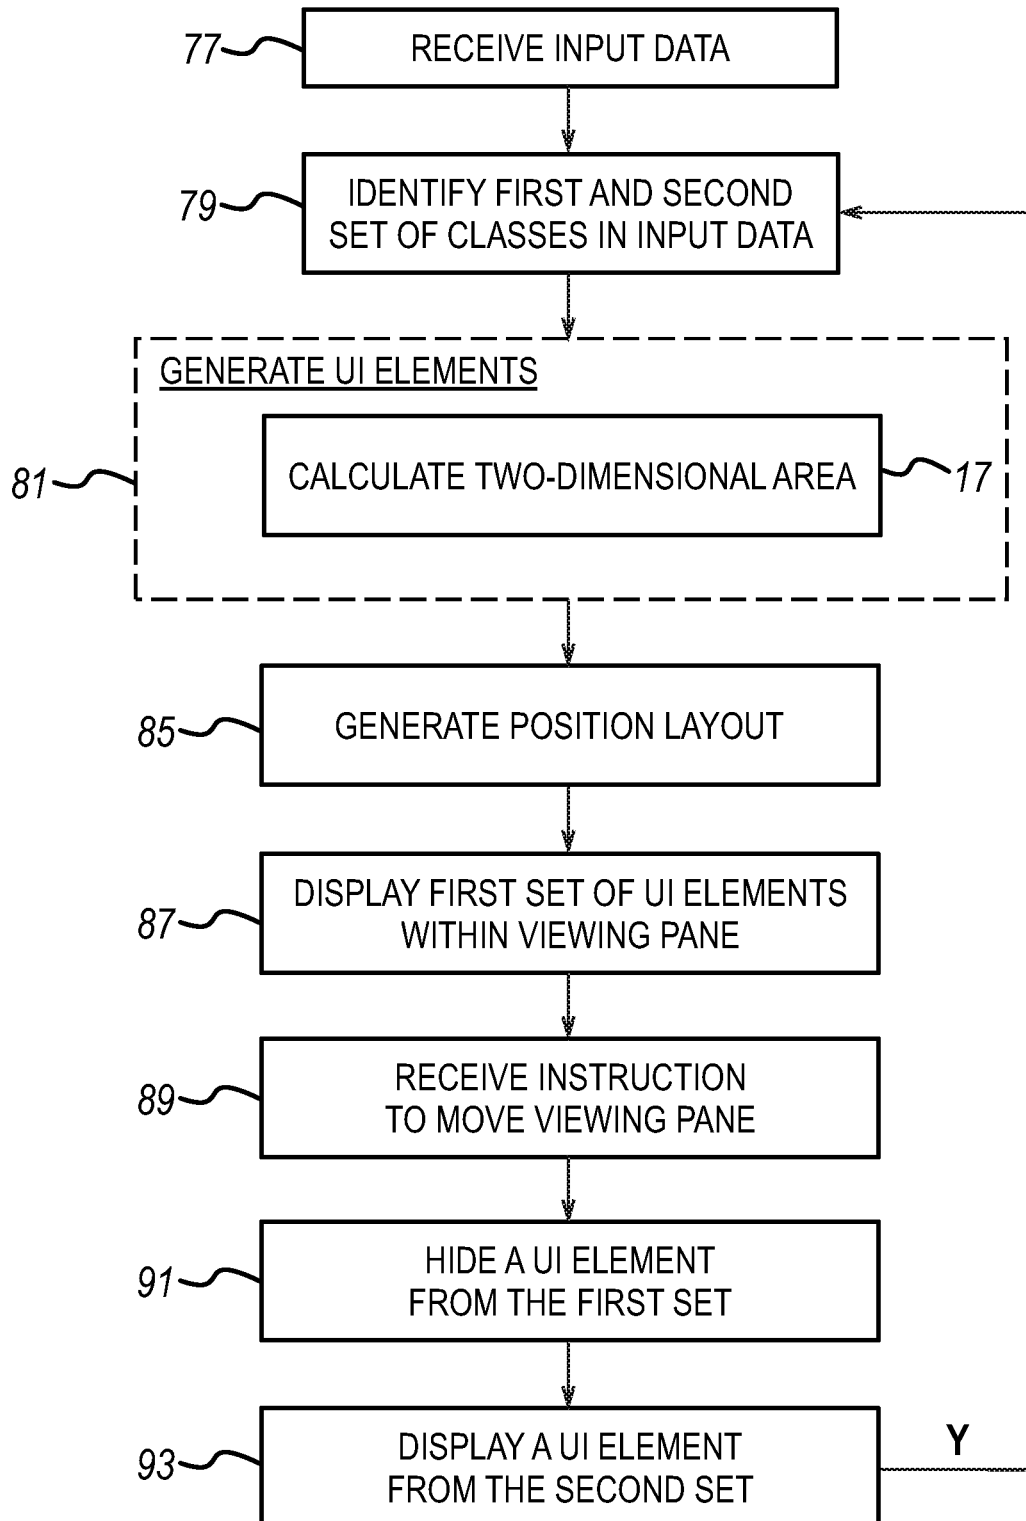 77
RECEIVE INPUT DATA
79
IDENTIFY FIRST AND SECOND
SET OF CLASSES IN INPUT DATA
GENERATE UI ELEMENTS
81
CALCULATE TWO-DIMENSIONAL AREA
17
85
GENERATE POSITION LAYOUT
87
DISPLAY FIRST SET OF UI ELEMENTS
WITHIN VIEWING PANE
89
RECEIVE INSTRUCTION
TO MOVE VIEWING PANE
91
HIDE A UI ELEMENT
FROM THE FIRST SET
93
DISPLAY A UI ELEMENT
FROM THE SECOND SET
Y